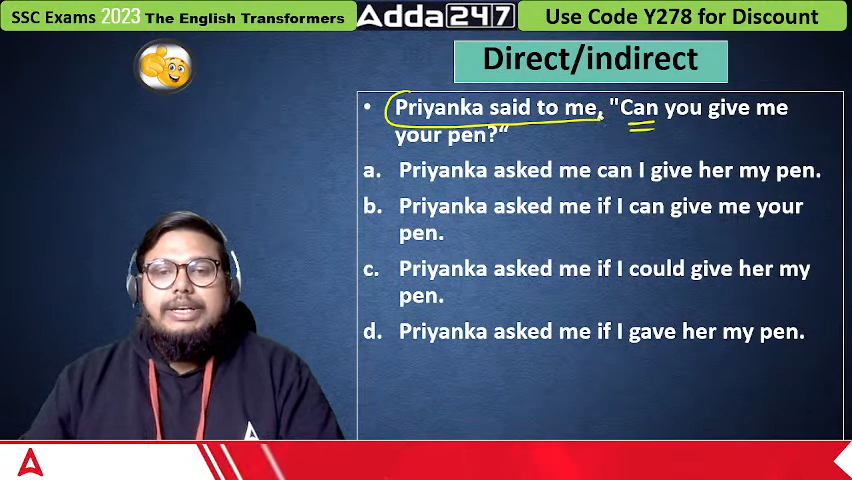 SSC Exams 2023 The English Transformers
Adda247
Use Code Y278 for Discount
Direct/indirect
• Priyanka said to me, "Can you give me
your pen?“
a. Priyanka asked me can I give her my pen.
b. Priyanka asked me if I can give me your
pen.
c. Priyanka asked me if I could give her my
pen.
d. Priyanka asked me if I gave her my pen.